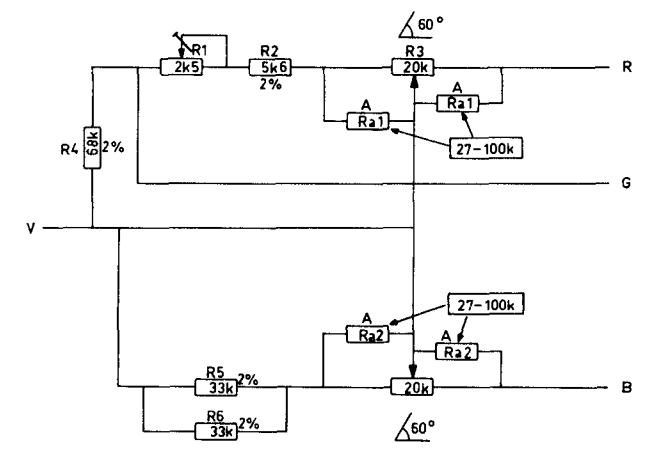 60°
R1 R2 R3
2k5 5k6 20k R
2%
A A
Ra1 Ra1
27-100k
R4 68k 2%
G
V
27-100k
A A
Ra2 Ra2
R5 2%
33k 20k B
R6 2%
33k
60°